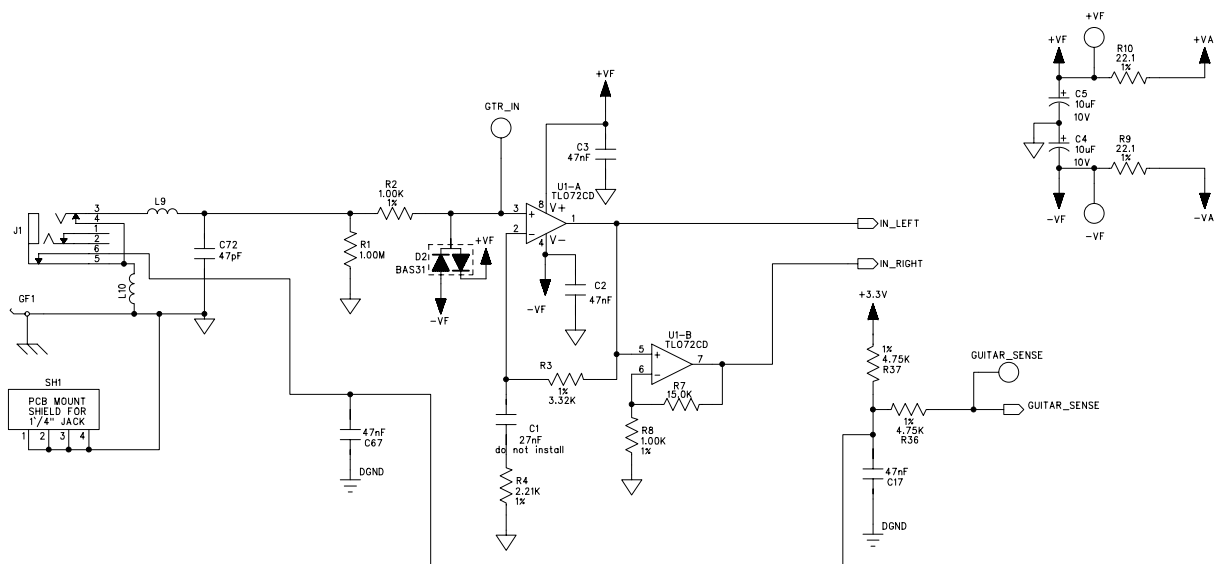 +VF
+VF
R10
22.1
1%
+VA
C5
10uF
10V
C4
10uF
10V
R9
22.1
1%
-VF
-VF
-VA
GTR_IN
+VF
C3
47nF
U1-A
TL072CD
8
V+
3
+
1
2
−
4
V−
IN_LEFT
R2
1.00K
1%
L9
3
4
1
2
6
5
J1
C72
47pF
R1
1.00M
D2
BAS31
+VF
-VF
-VF
C2
47nF
IN_RIGHT
L10
GF1
U1-B
TL072CD
5
+
7
6
−
R3
1%
3.32K
R7
15.0K
+3.3V
1%
4.75K
R37
GUITAR_SENSE
GUITAR_SENSE
1%
4.75K
R36
SH1
PCB MOUNT
SHIELD FOR
1`/4" JACK
1 2 3 4
47nF
C67
DGND
C1
27nF
do not install
R4
2.21K
1%
R8
1.00K
1%
47nF
C17
DGND